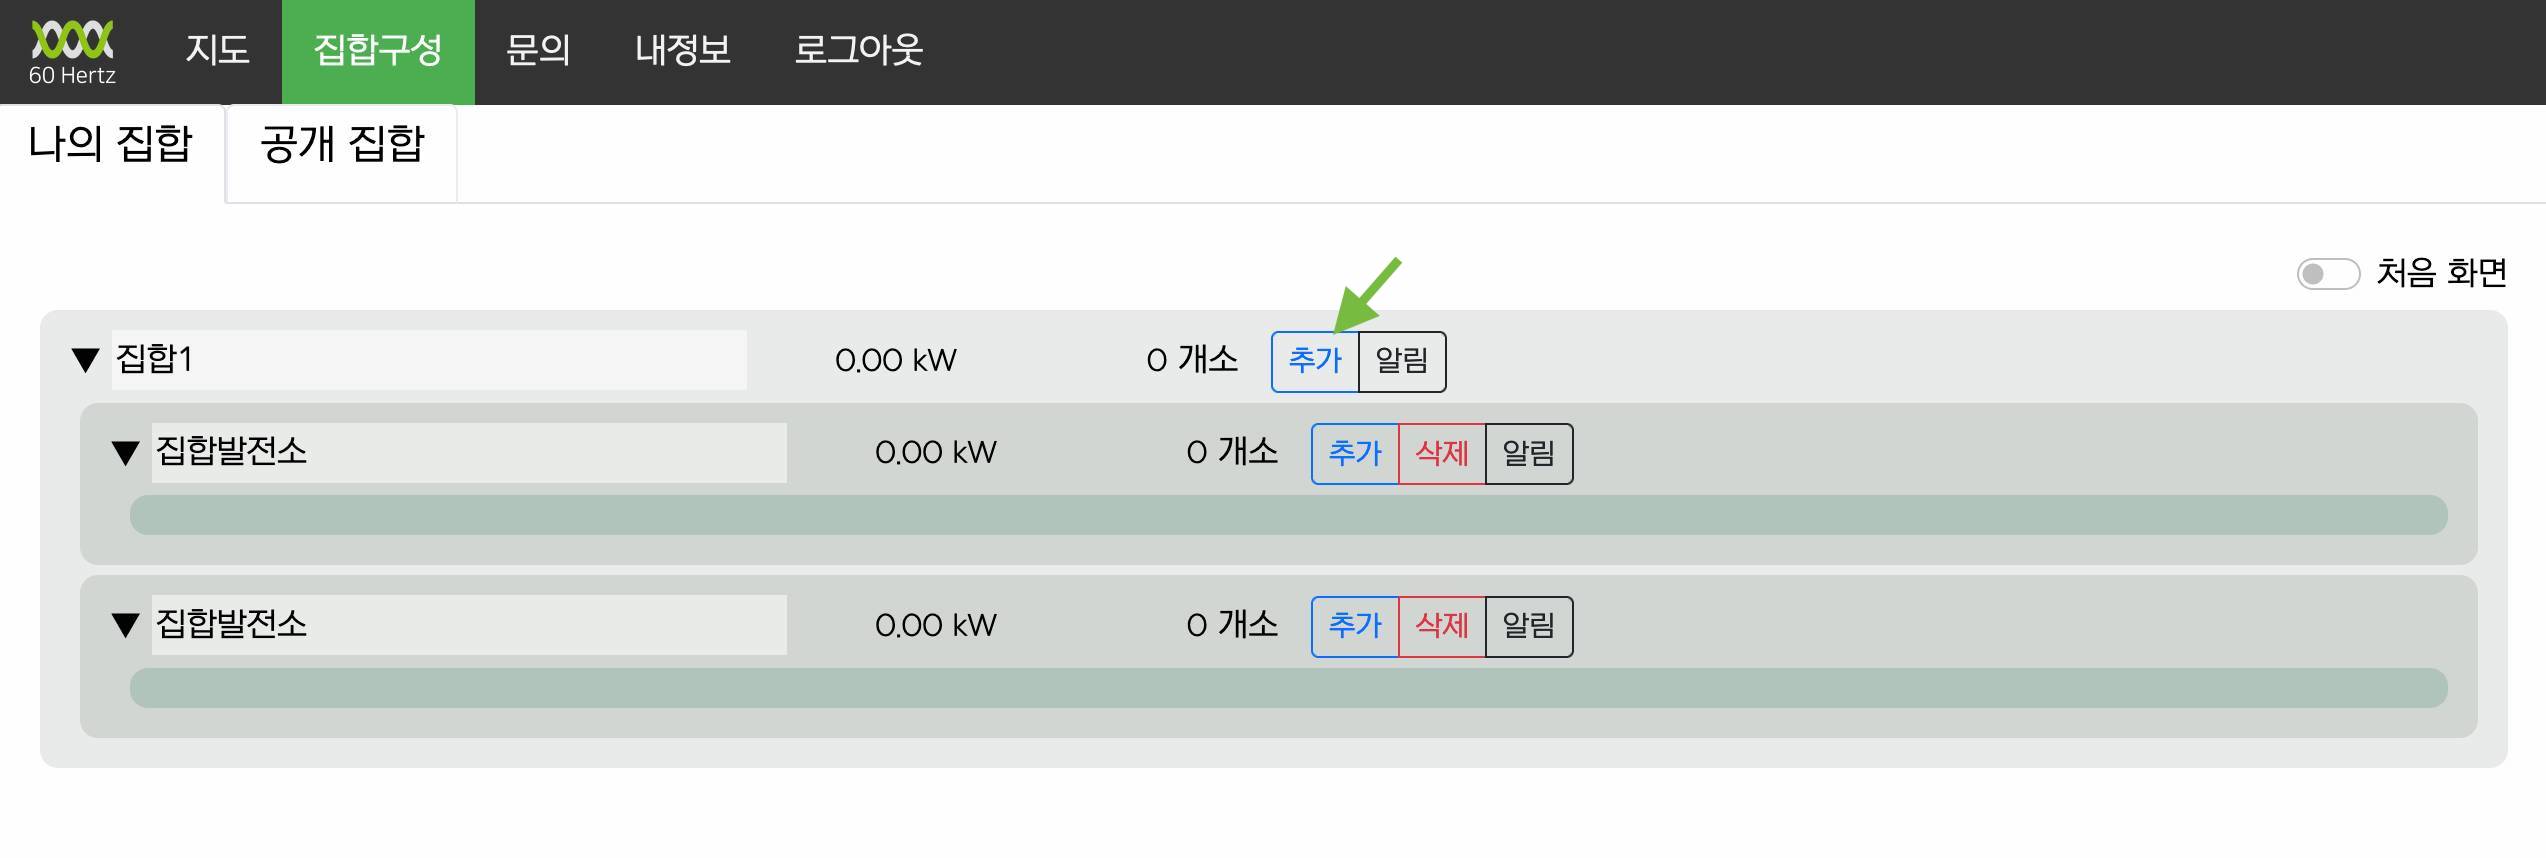 60 Hertz 지도 집합구성 문의 내정보 로그아웃
나의 집합 공개 집합
처음 화면
집합1 0.00 kW 0 개소 추가 알림
집합발전소 0.00 kW 0 개소 추가 삭제 알림
집합발전소 0.00 kW 0 개소 추가 삭제 알림